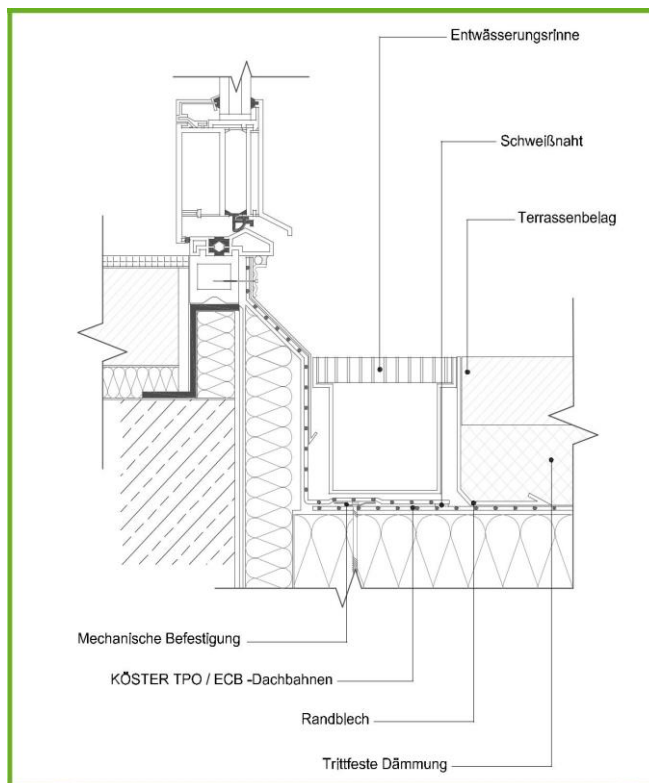 Entwässerungsrinne
Schweißnaht
Terrassenbelag
Mechanische Befestigung
KÖSTER TPO / ECB -Dachbahnen
Randblech
Trittfeste Dämmung